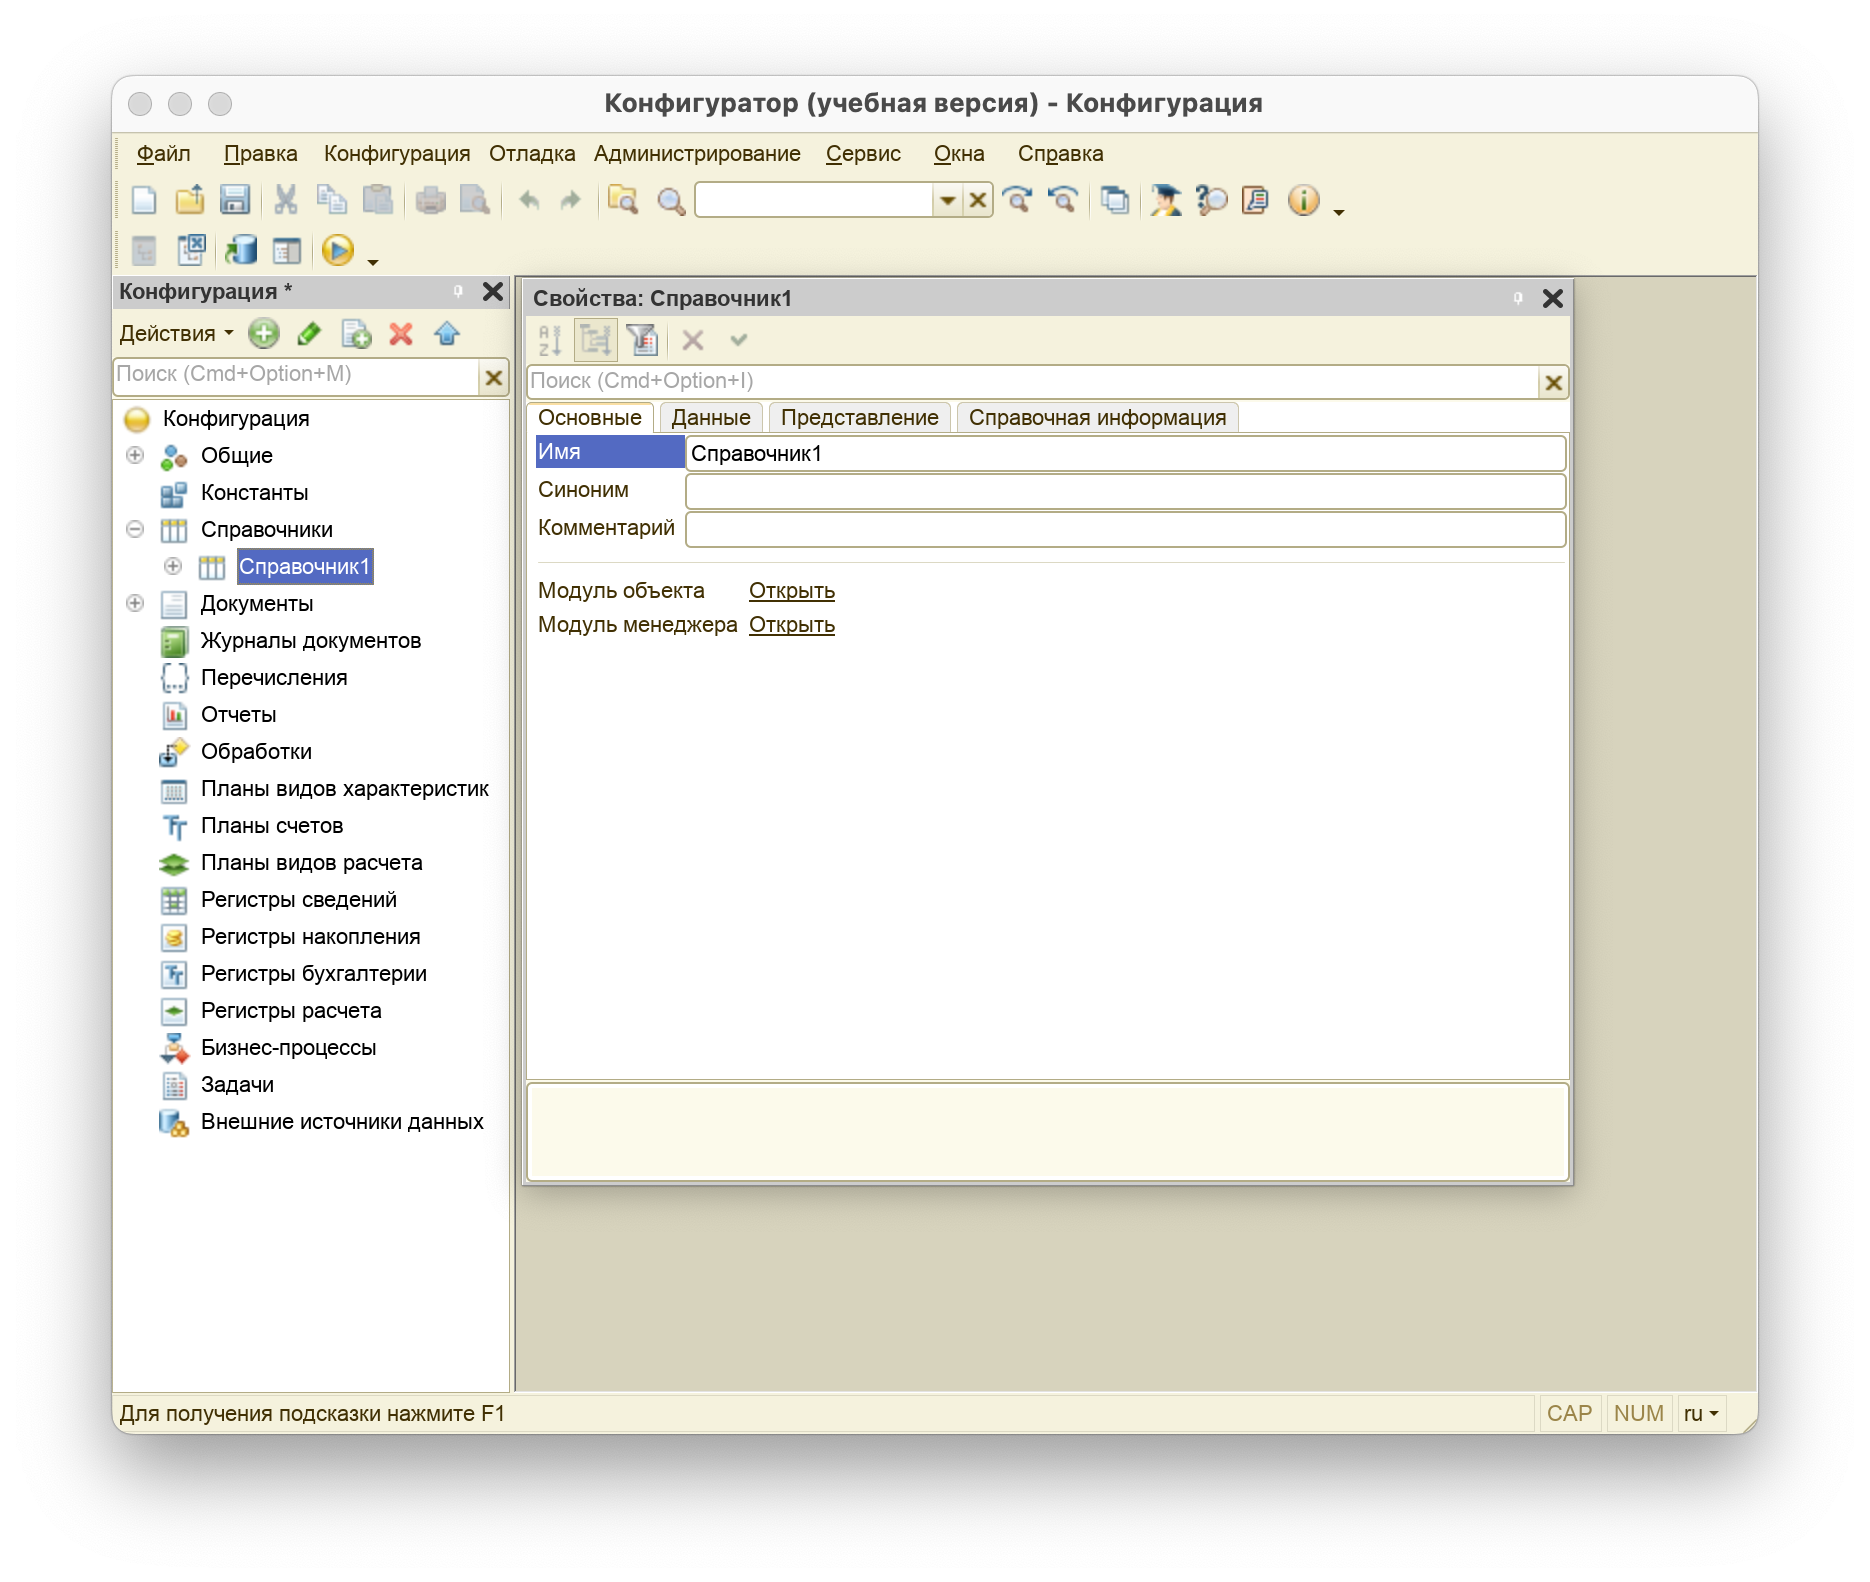 Конфигуратор (учебная версия) - Конфигурация
Файл Правка Конфигурация Отладка Администрирование Сервис Окна Справка
Конфигурация *
Действия
Поиск (Cmd+Option+M)
Конфигурация
Общие
Константы
Справочники
Справочник1
Документы
Журналы документов
Перечисления
Отчеты
Обработки
Планы видов характеристик
Планы счетов
Планы видов расчета
Регистры сведений
Регистры накопления
Регистры бухгалтерии
Регистры расчета
Бизнес-процессы
Задачи
Внешние источники данных
Свойства: Справочник1
Поиск (Cmd+Option+I)
Основные Данные Представление Справочная информация
Имя Справочник1
Синоним
Комментарий
Модуль объекта Открыть
Модуль менеджера Открыть
Для получения подсказки нажмите F1
CAP NUM ru